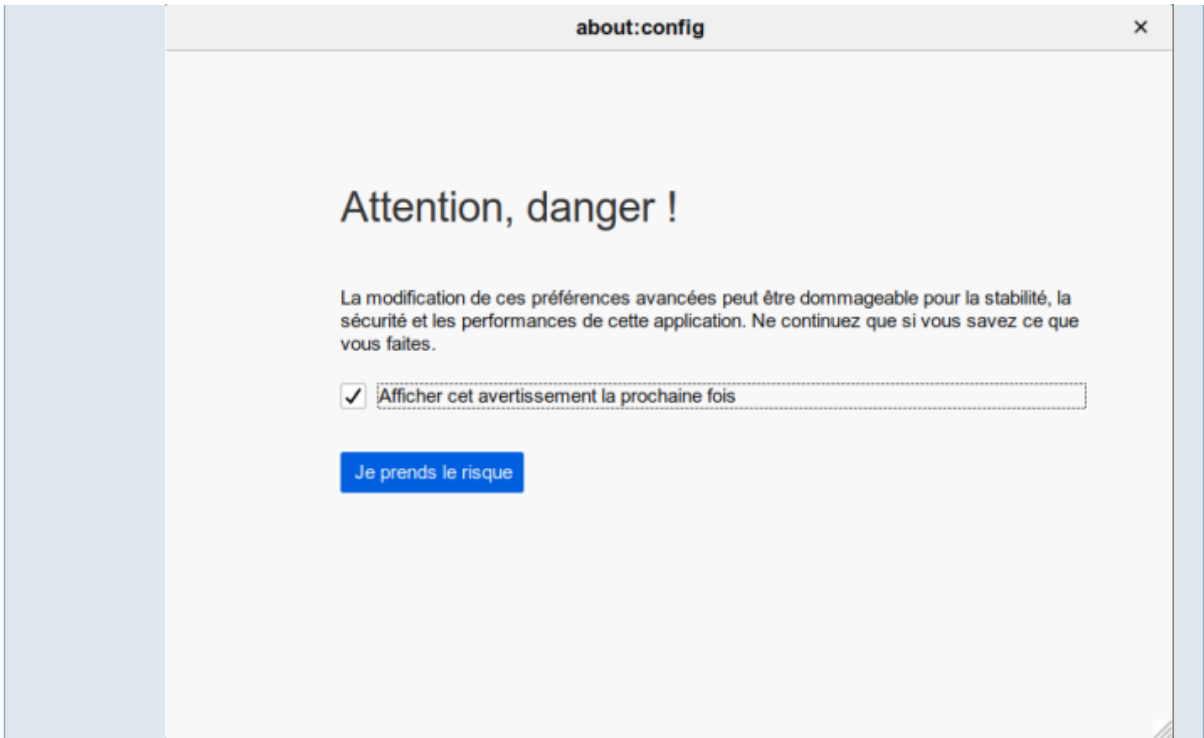 about:config
Attention, danger !
La modification de ces préférences avancées peut être dommageable pour la stabilité, la
sécurité et les performances de cette application. Ne continuez que si vous savez ce que
vous faites.
Afficher cet avertissement la prochaine fois
Je prends le risque